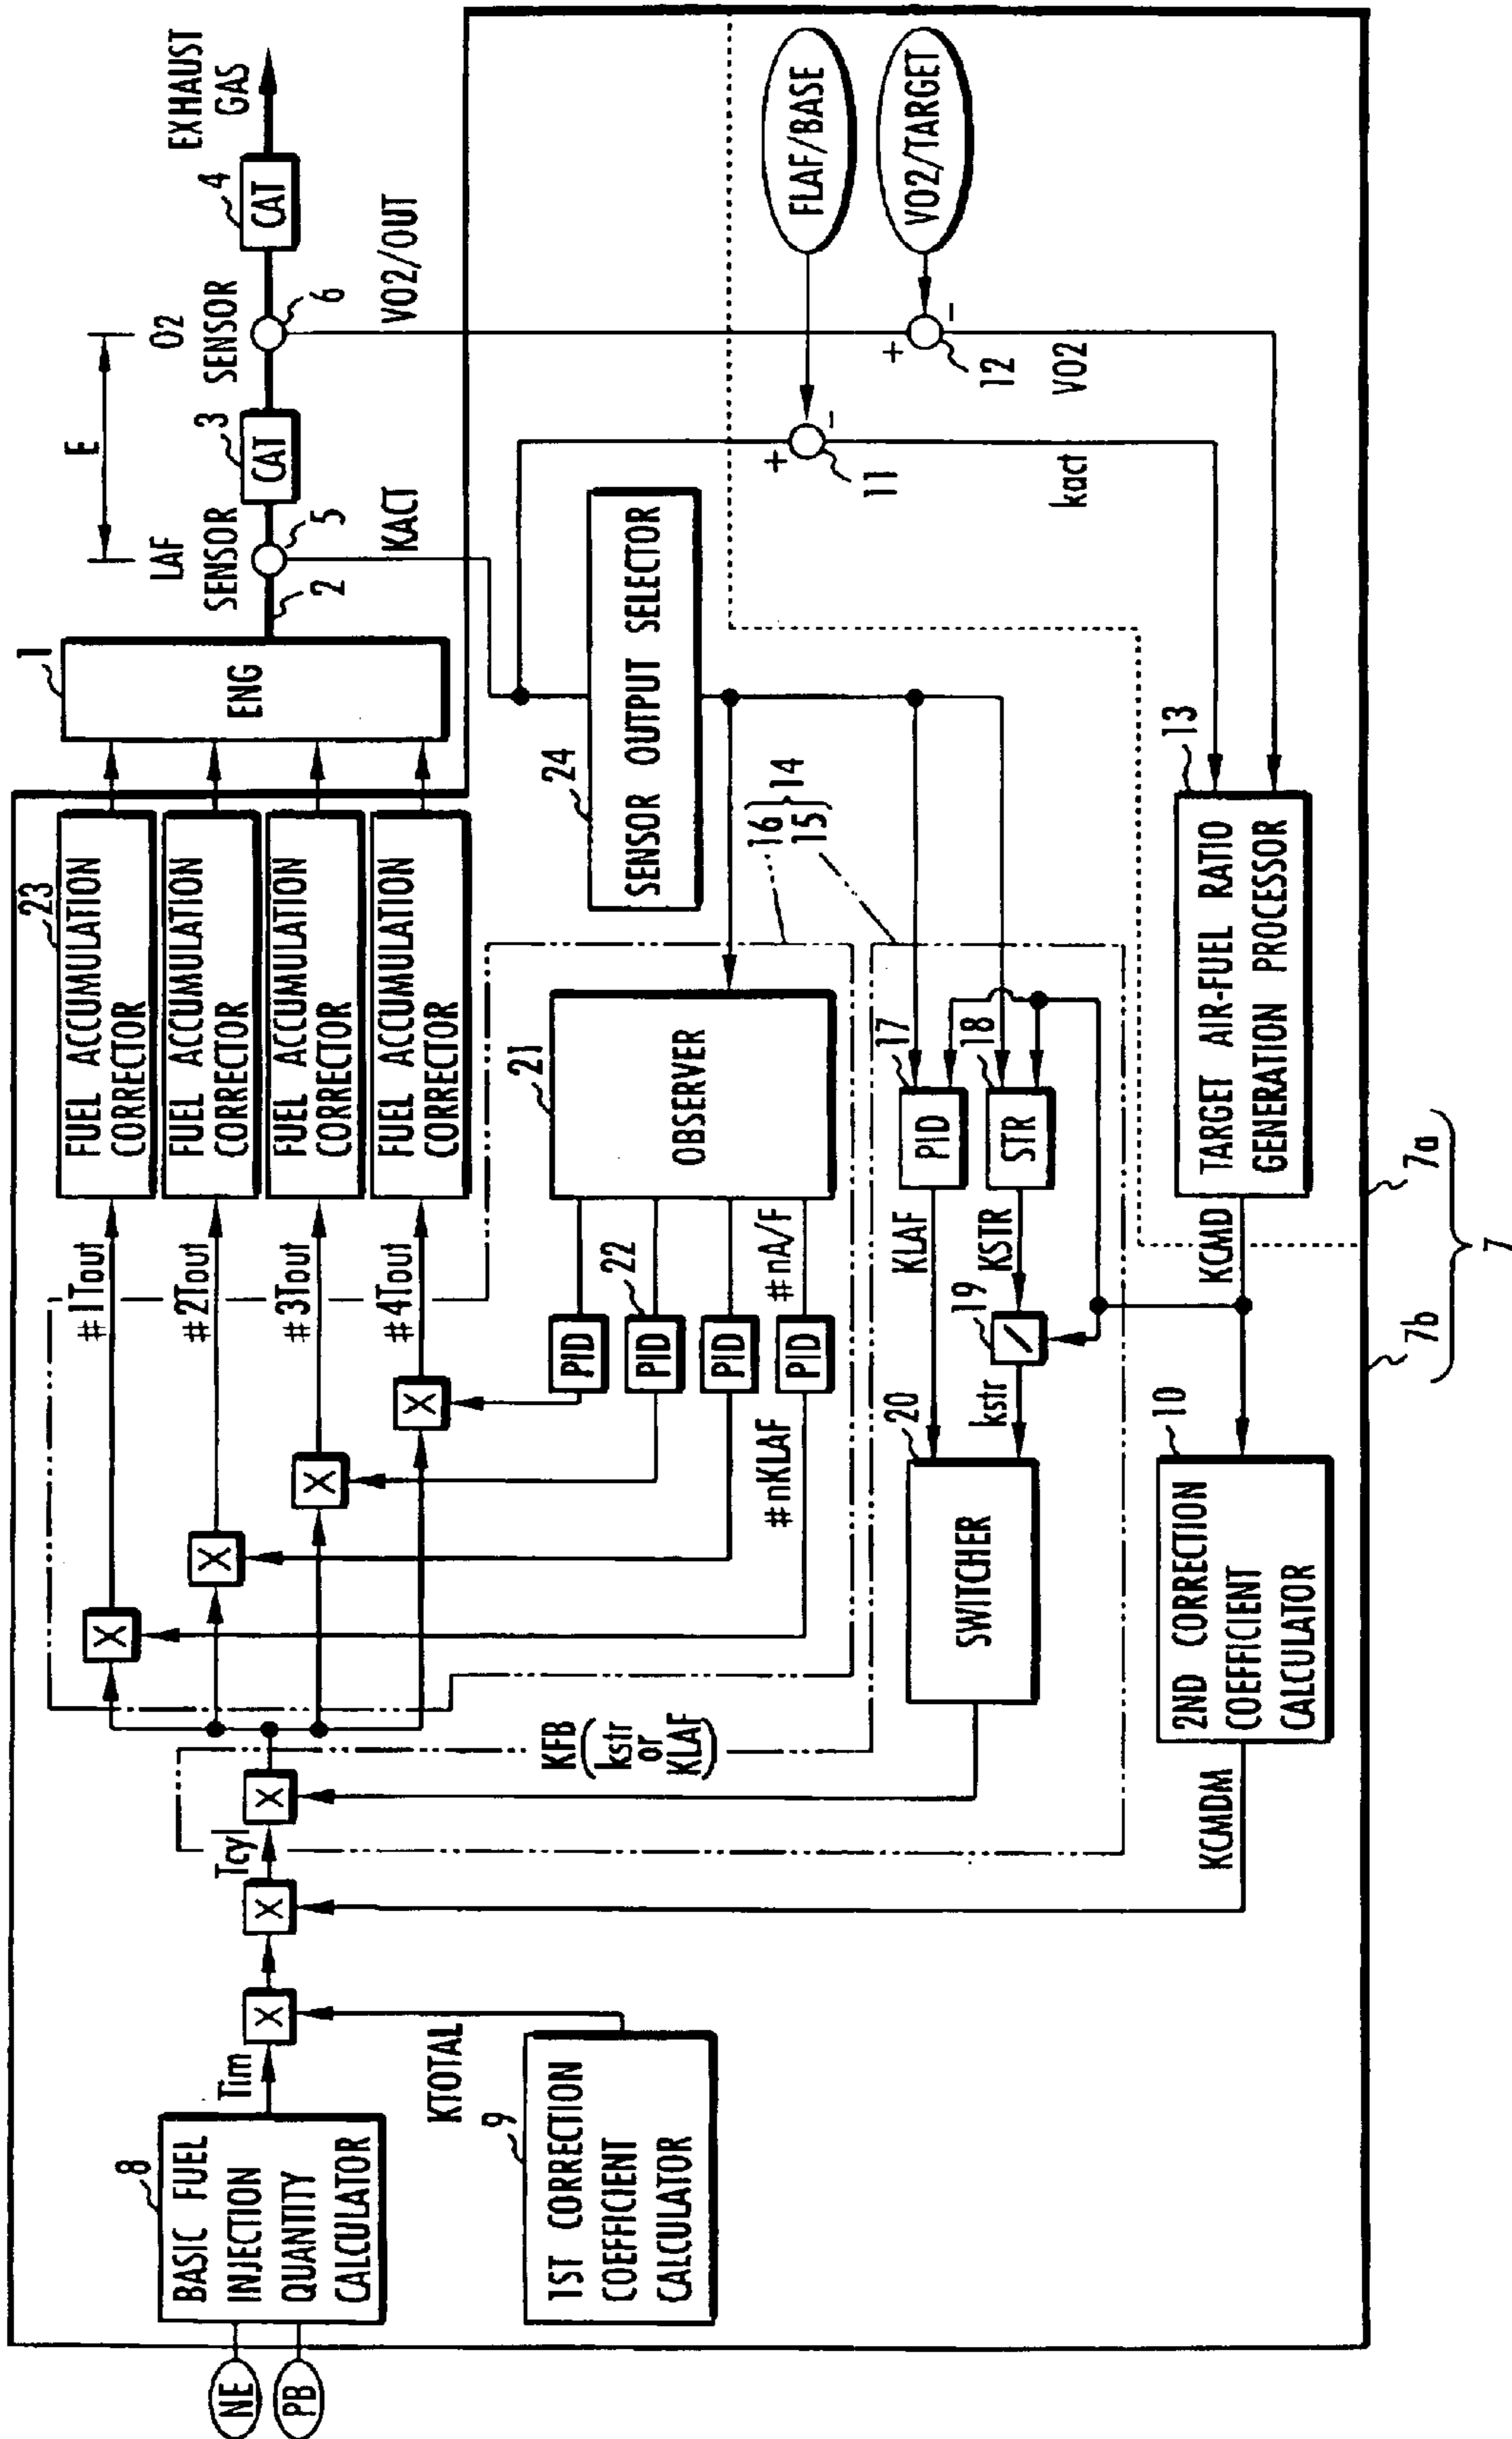 NE
PB
8
BASIC FUEL
INJECTION
QUANTITY
CALCULATOR
Tim
X
KTOTAL
9
1ST CORRECTION
COEFFICIENT
CALCULATOR
X
Tcyl
X
KFB
(kstr
or
KLAF)
KCMDM
X
X
X
X
#1Tout
#2Tout
#3Tout
#4Tout
23
FUEL ACCUMULATION
CORRECTOR
FUEL ACCUMULATION
CORRECTOR
FUEL ACCUMULATION
CORRECTOR
FUEL ACCUMULATION
CORRECTOR
1
ENG
2
LAF
SENSOR
5
KACT
E
3
CAT
O2
SENSOR
6
VO2/OUT
4
CAT
EXHAUST
GAS
PID
PID
22
PID
PID
#nKLAF
#nA/F
21
OBSERVER
24
SENSOR OUTPUT SELECTOR
16
15
} 14
+
-
11
kact
FLAF/BASE
+
-
12
VO2
VO2/TARGET
20
SWITCHER
KLAF
17
PID
18
STR
KSTR
19
/
kstr
10
2ND CORRECTION
COEFFICIENT
CALCULATOR
KCMD
13
TARGET AIR-FUEL RATIO
GENERATION PROCESSOR
7b
7a
7